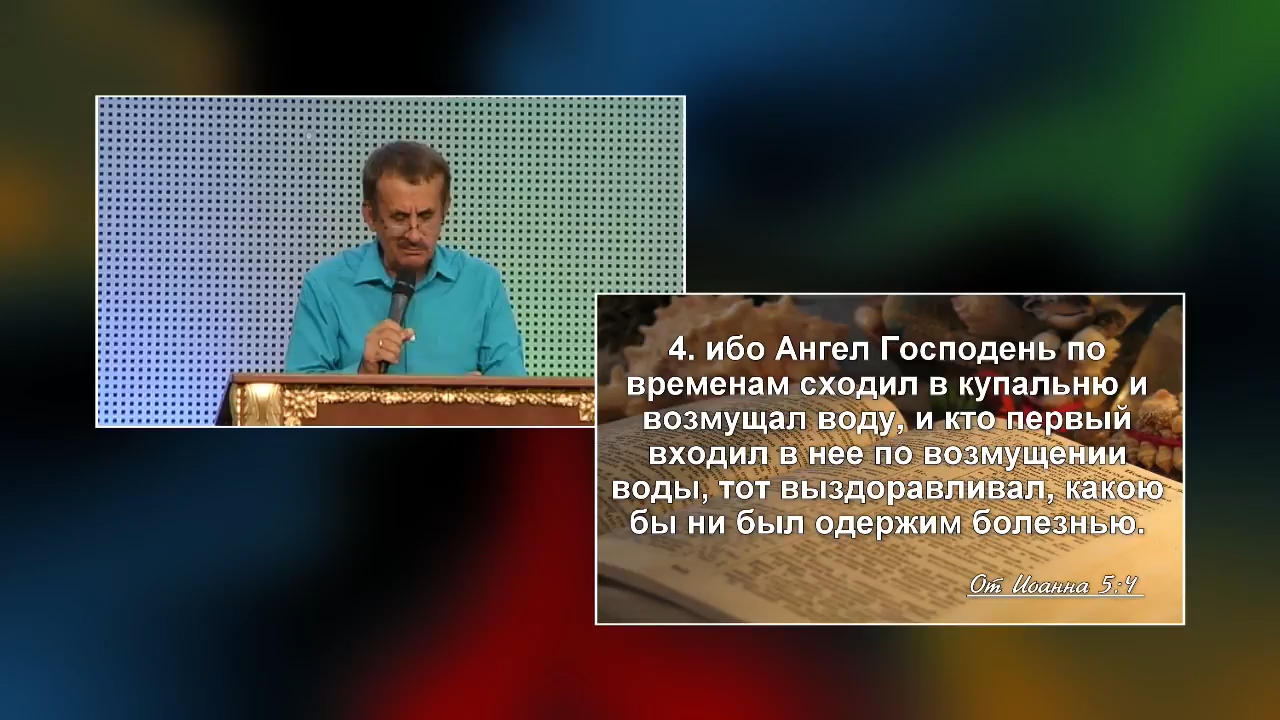 4. ибо Ангел Господень по
временам сходил в купальню и
возмущал воду, и кто первый
входил в нее по возмущении
воды, тот выздоравливал, какою
бы ни был одержим болезнью.
От Иоанна 5:4